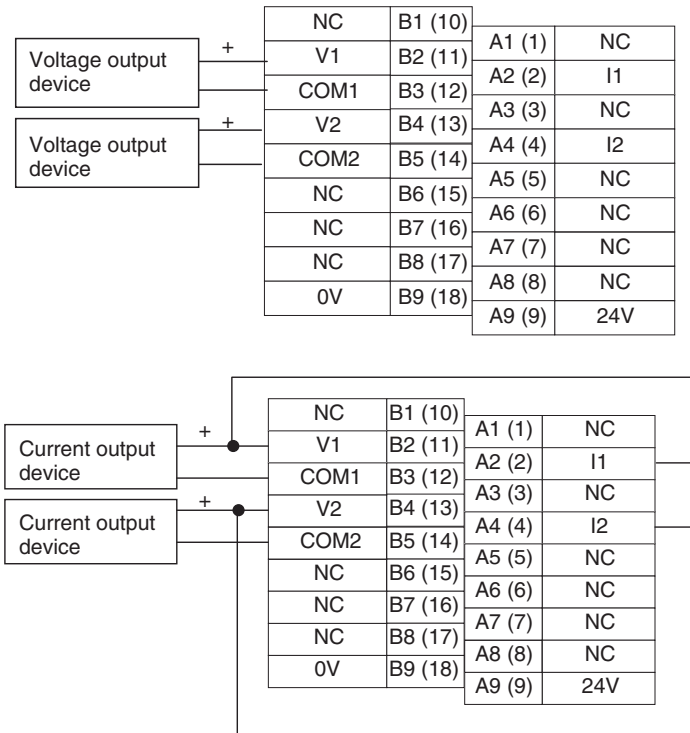 NC B1 (10)
A1 (1) NC
Voltage output
device
+
V1 B2 (11)
A2 (2) I1
COM1 B3 (12)
A3 (3) NC
Voltage output
device
+
V2 B4 (13)
A4 (4) I2
COM2 B5 (14)
A5 (5) NC
NC B6 (15)
A6 (6) NC
NC B7 (16)
A7 (7) NC
NC B8 (17)
A8 (8) NC
0V B9 (18)
A9 (9) 24V
NC B1 (10)
A1 (1) NC
Current output
device
+
V1 B2 (11)
A2 (2) I1
COM1 B3 (12)
A3 (3) NC
Current output
device
+
V2 B4 (13)
A4 (4) I2
COM2 B5 (14)
A5 (5) NC
NC B6 (15)
A6 (6) NC
NC B7 (16)
A7 (7) NC
NC B8 (17)
A8 (8) NC
0V B9 (18)
A9 (9) 24V